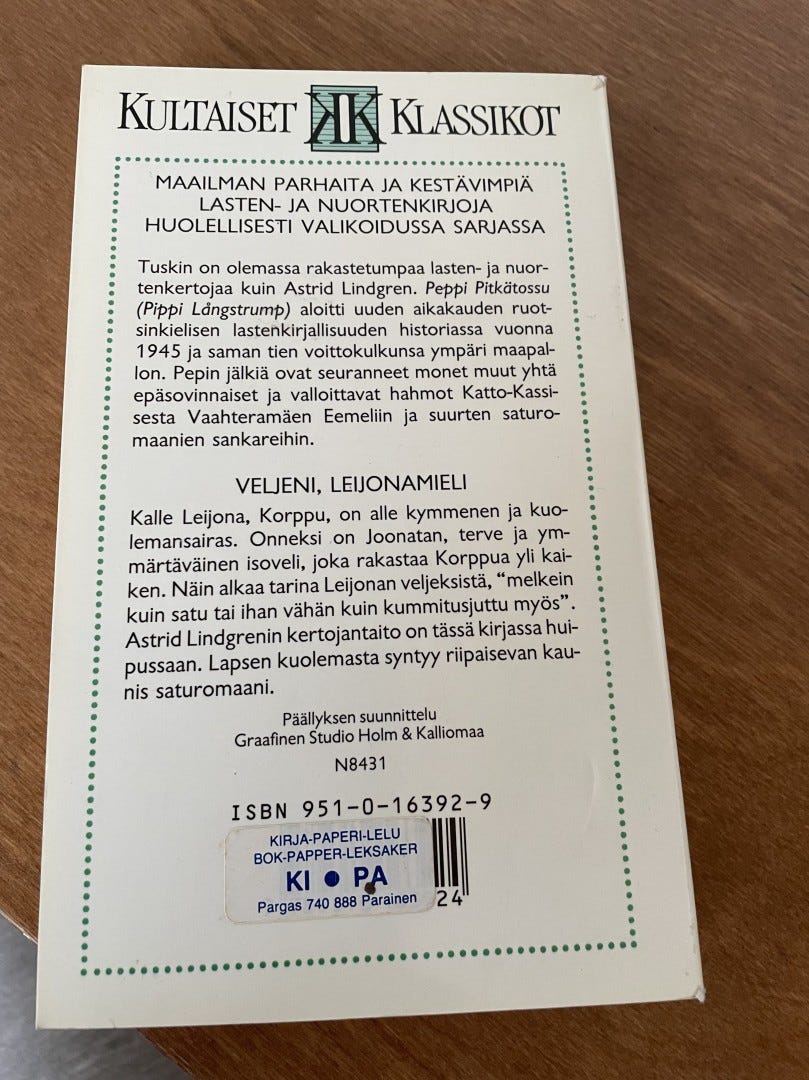 KULTAISET KK KLASSIKOT
MAAILMAN PARHAITA JA KESTÄVIMPIÄ
LASTEN- JA NUORTENKIRJOJA
HUOLELLISESTI VALIKOIDUSSA SARJASSA
Tuskin on olemassa rakastetumpaa lasten- ja nuor-
tenkertojaa kuin Astrid Lindgren. Peppi Pitkätossu
(Pippi Långstrump) aloitti uuden aikakauden ruot-
sinkielisen lastenkirjallisuuden historiassa vuonna
1945 ja saman tien voittokulkunsa ympäri maapal-
lon. Pepin jälkiä ovat seuranneet monet muut yhtä
epäsovinnaiset ja valloittavat hahmot Katto-Kassi-
sesta Vaahteramäen Eemeliin ja suurten saturo-
maanien sankareihin.
VELJENI, LEIJONAMIELI
Kalle Leijona, Korppu, on alle kymmenen ja kuo-
lemansairas. Onneksi on Joonatan, terve ja ym-
märtäväinen isoveli, joka rakastaa Korppua yli kai-
ken. Näin alkaa tarina Leijonan veljeksistä, “melkein
kuin satu tai ihan vähän kuin kummitusjuttu myös”.
Astrid Lindgrenin kertojantaito on tässä kirjassa hui-
pussaan. Lapsen kuolemasta syntyy riipaisevan kau-
nis saturomaani.
Päällyksen suunnittelu
Graafinen Studio Holm & Kalliomaa
N8431
ISBN 951-0-16392-9
KIRJA-PAPERI-LELU
BOK-PAPPER-LEKSAKER
KI ● PA
Pargas 740 888 Parainen
24